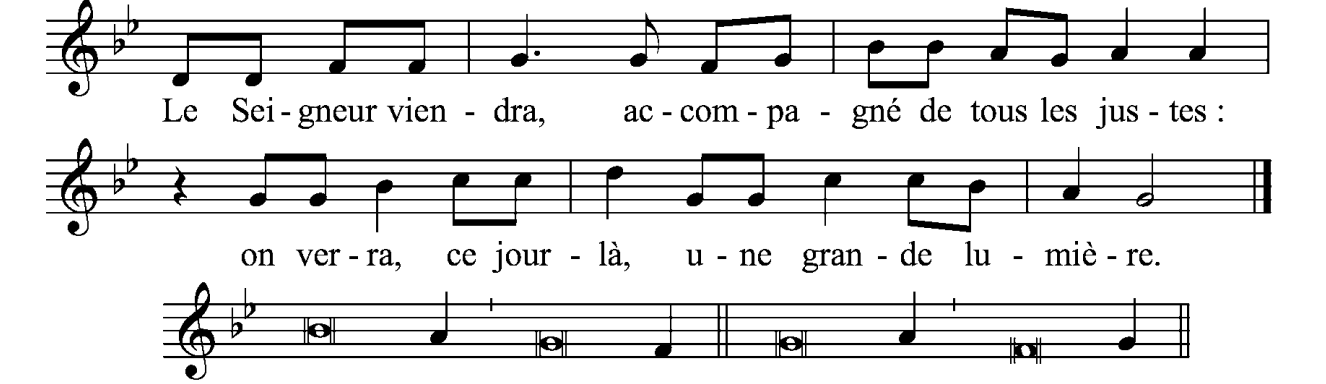 Le Sei - gneur vien - dra, ac - com - pa - gné de tous les jus - tes :
on ver - ra, ce jour - là, u - ne gran - de lu - miè - re.